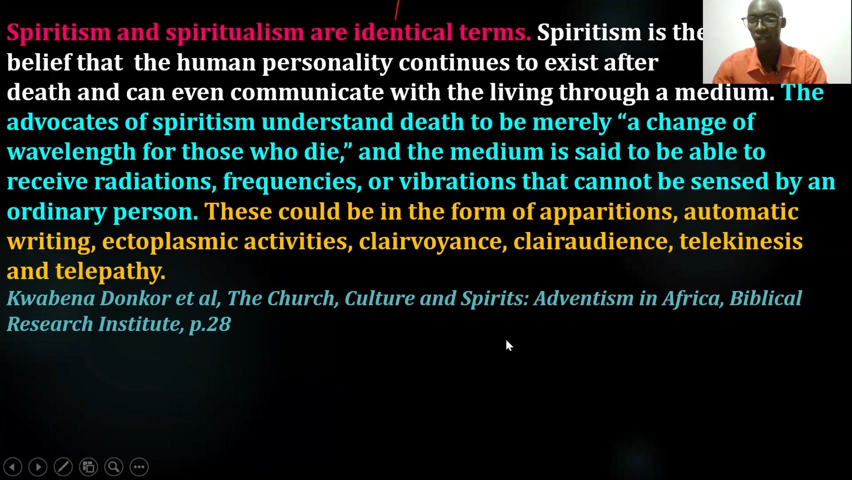 Spiritism and spiritualism are identical terms. Spiritism is the
belief that the human personality continues to exist after
death and can even communicate with the living through a medium. The
advocates of spiritism understand death to be merely “a change of
wavelength for those who die,” and the medium is said to be able to
receive radiations, frequencies, or vibrations that cannot be sensed by an
ordinary person. These could be in the form of apparitions, automatic
writing, ectoplasmic activities, clairvoyance, clairaudience, telekinesis
and telepathy.
Kwabena Donkor et al, The Church, Culture and Spirits: Adventism in Africa, Biblical
Research Institute, p.28